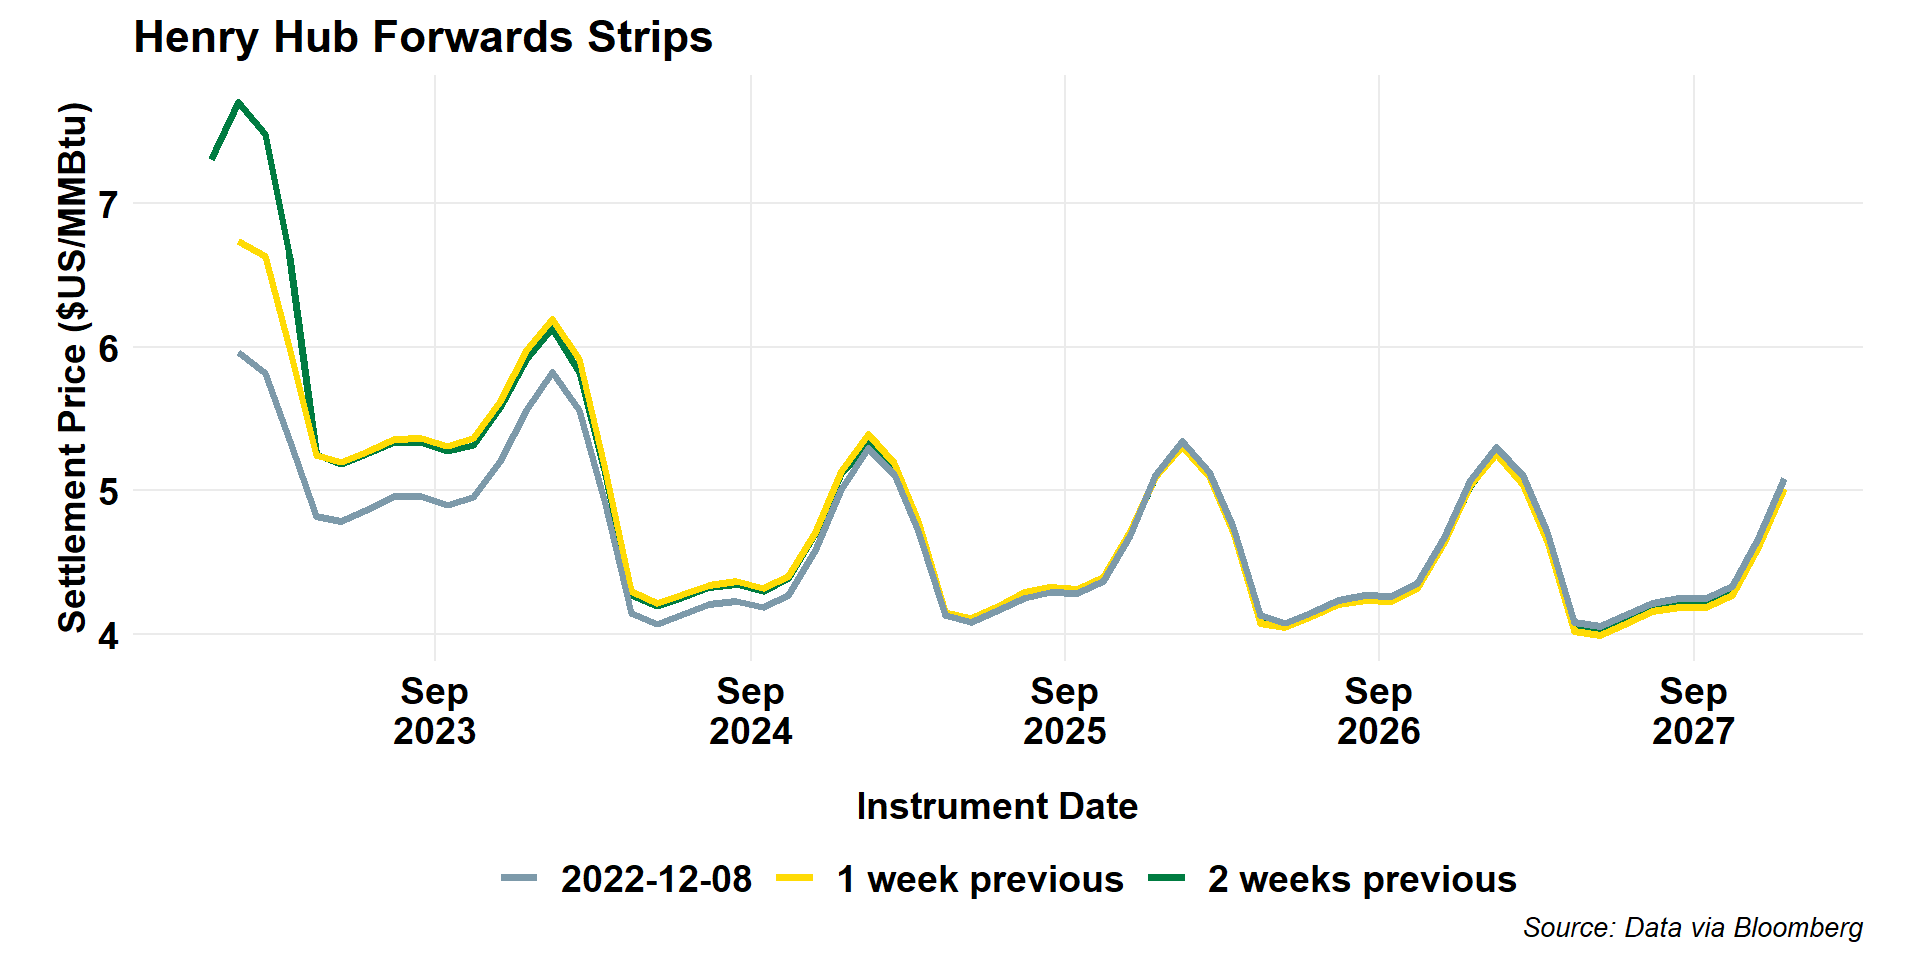 Henry Hub Forwards Strips
Settlement Price ($US/MMBtu)
7
6
5
4
Sep
2023
Sep
2024
Sep
2025
Sep
2026
Sep
2027
Instrument Date
2022-12-08
1 week previous
2 weeks previous
Source: Data via Bloomberg